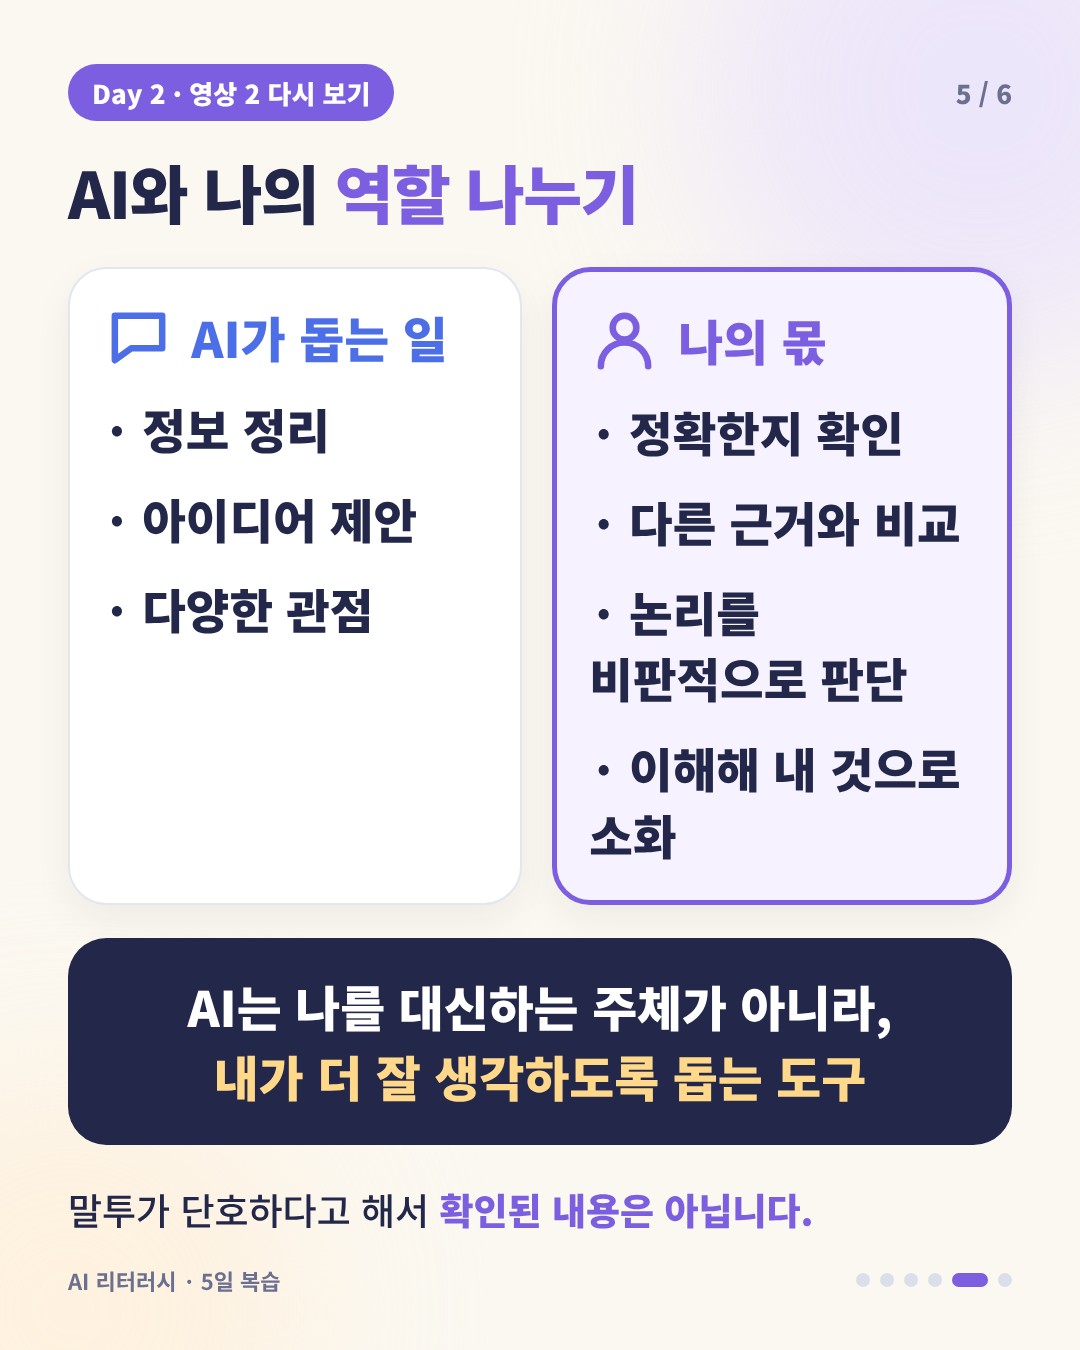 Day 2 · 영상 2 다시 보기
5 / 6
AI와 나의 역할 나누기
AI가 돕는 일
· 정보 정리
· 아이디어 제안
· 다양한 관점
나의 몫
· 정확한지 확인
· 다른 근거와 비교
· 논리를
비판적으로 판단
· 이해해 내 것으로
소화
AI는 나를 대신하는 주체가 아니라,
내가 더 잘 생각하도록 돕는 도구
말투가 단호하다고 해서 확인된 내용은 아닙니다.
AI 리터러시 · 5일 복습